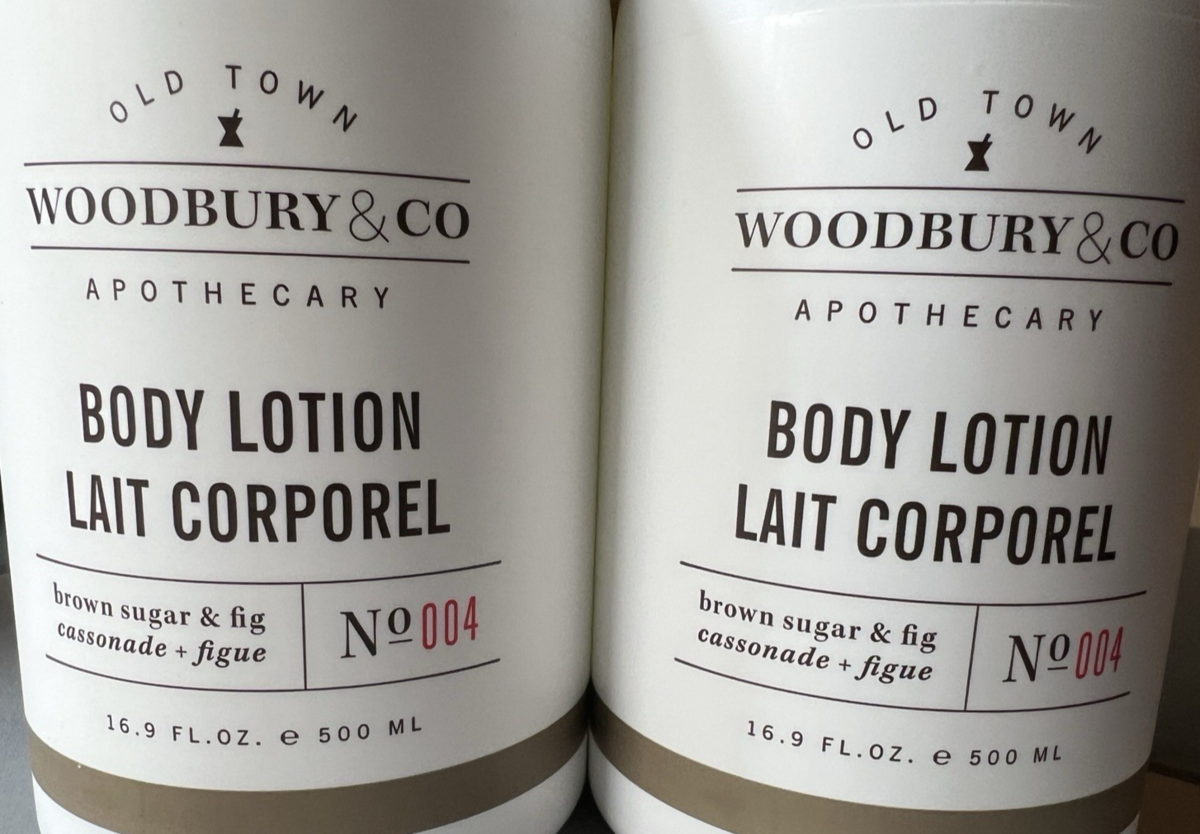 OLD TOWN
WOODBURY & CO
APOTHECARY
BODY LOTION
LAIT CORPOREL
brown sugar & fig
cassonade + figue
Nº 004
16.9 FL.OZ. e 500 ML
OLD TOWN
WOODBURY & CO
APOTHECARY
BODY LOTION
LAIT CORPOREL
brown sugar & fig
cassonade + figue
Nº 004
16.9 FL.OZ. e 500 ML